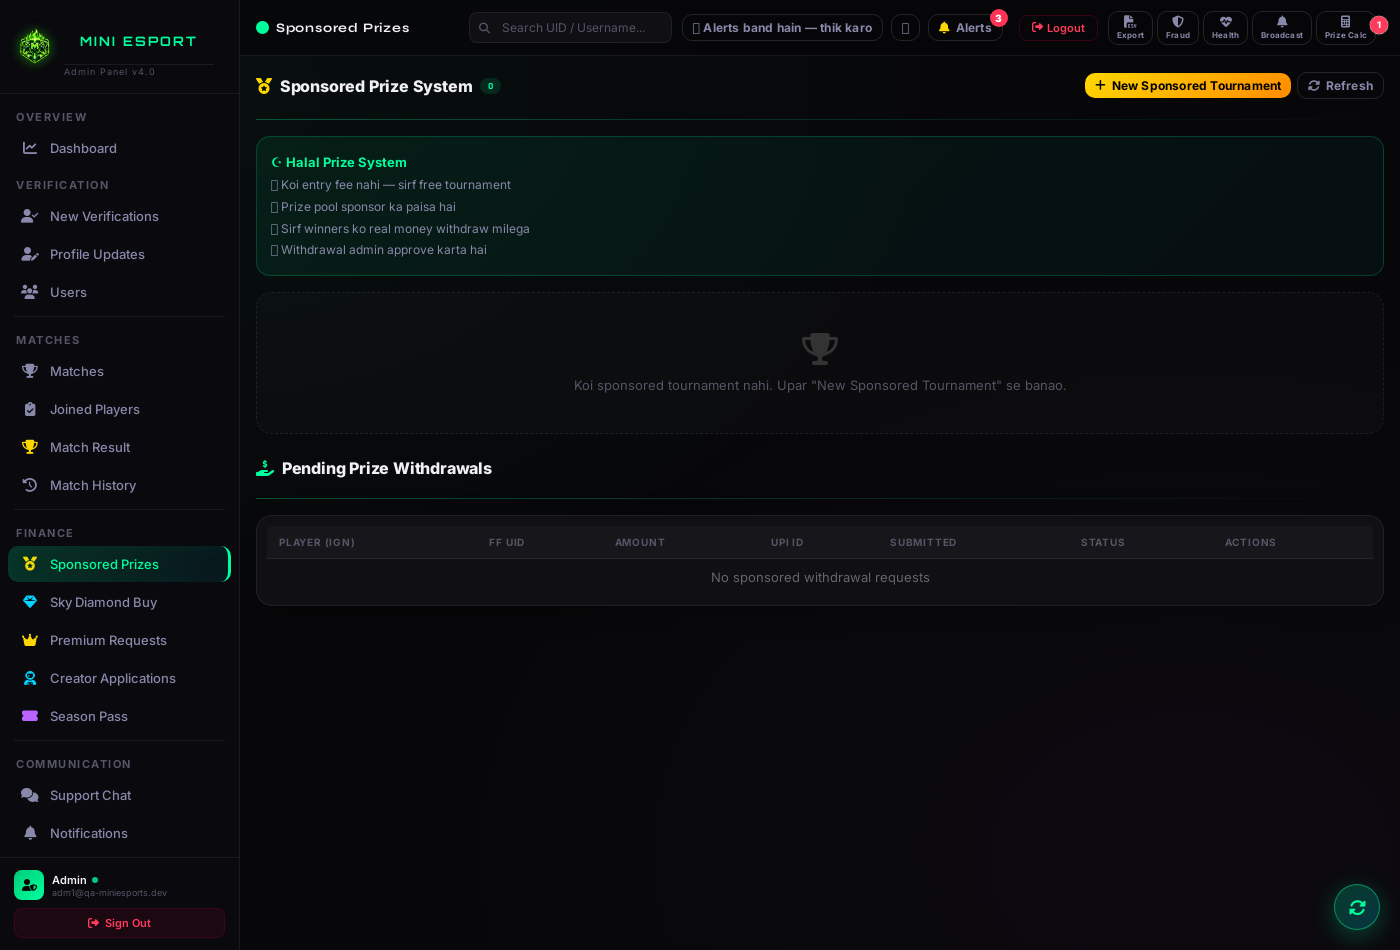 MINI ESPORT
Admin Panel v4.0
OVERVIEW
Dashboard
VERIFICATION
New Verifications
Profile Updates
Users
MATCHES
Matches
Joined Players
Match Result
Match History
FINANCE
Sponsored Prizes
Sky Diamond Buy
Premium Requests
Creator Applications
Season Pass
COMMUNICATION
Support Chat
Notifications
Admin
adm1@qa-miniesports.dev
Sign Out
Sponsored Prizes
Search UID / Username...
Alerts band hain — thik karo
Alerts
3
Logout
Export
Fraud
Health
Broadcast
Prize Calc
1
Sponsored Prize System 0
New Sponsored Tournament
Refresh
Halal Prize System
Koi entry fee nahi — sirf free tournament
Prize pool sponsor ka paisa hai
Sirf winners ko real money withdraw milega
Withdrawal admin approve karta hai
Koi sponsored tournament nahi. Upar "New Sponsored Tournament" se banao.
Pending Prize Withdrawals
PLAYER (IGN) FF UID AMOUNT UPI ID SUBMITTED STATUS ACTIONS
No sponsored withdrawal requests